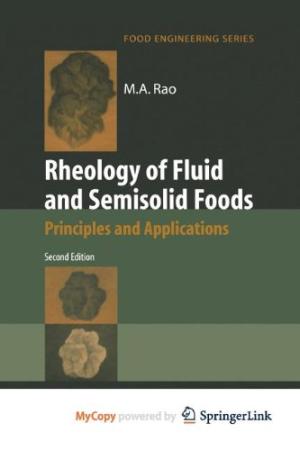 FOOD ENGINEERING SERIES
M.A. Rao
Rheology of Fluid
and Semisolid Foods
Principles and Applications
Second Edition
MyCopy powered by SpringerLink